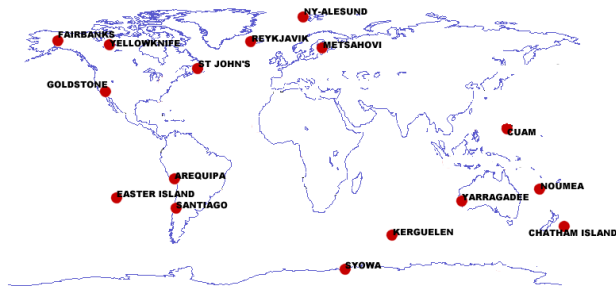 NY-ALESUND
FAIRBANKS
YELLOWKNIFE
REYKJAVIK
METSAHOVI
ST JOHN'S
GOLDSTONE
CUAM
AREQUIPA
NOUMEA
EASTER ISLAND
SANTIAGO
YARRAGADEE
KERGUELEN
CHATHAM ISLAND
SYOWA